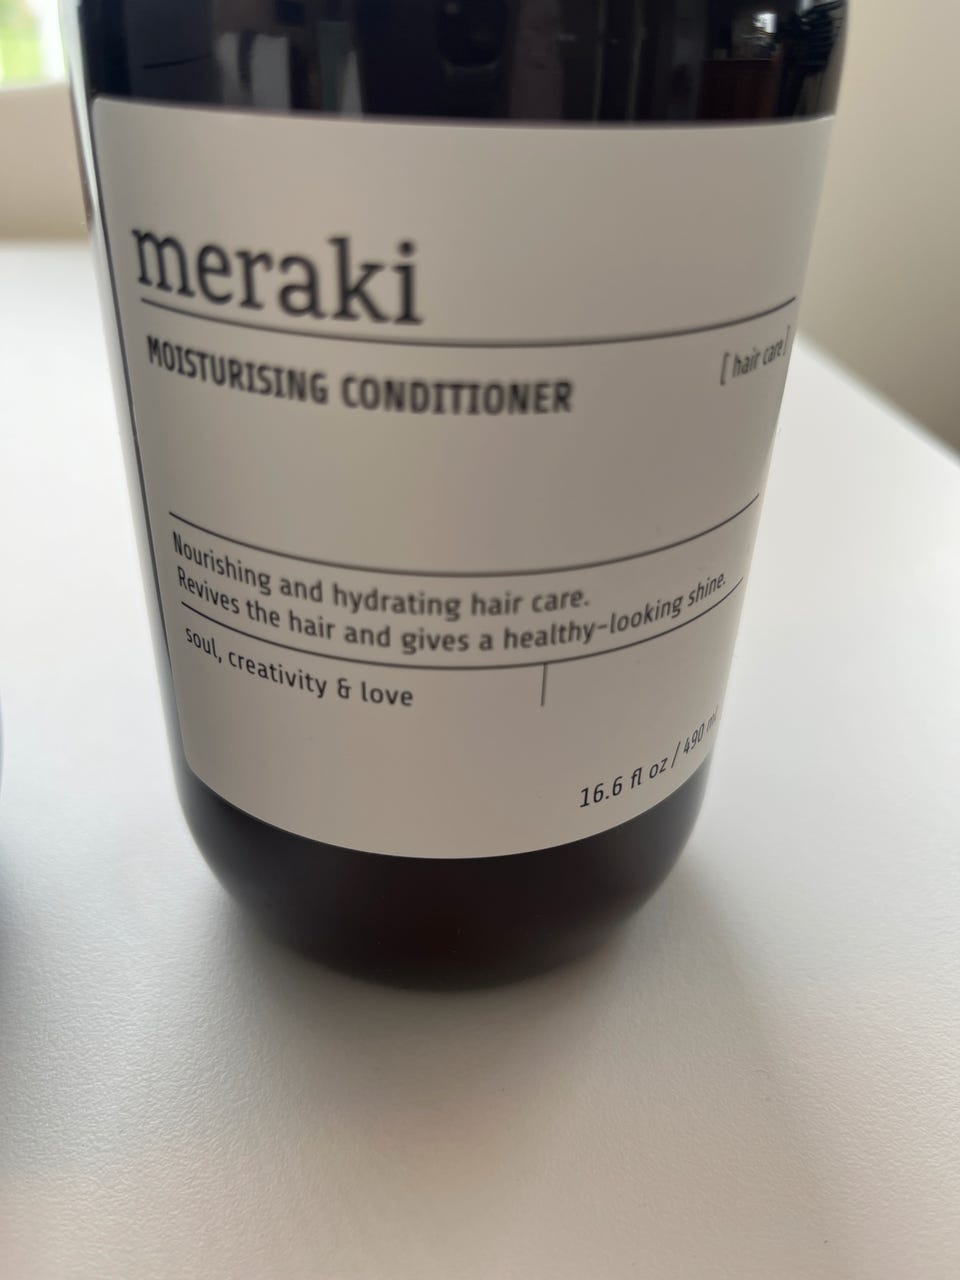 meraki
MOISTURISING CONDITIONER
[ hair care ]
Nourishing and hydrating hair care.
Revives the hair and gives a healthy-looking shine.
soul, creativity & love
16.6 fl oz / 490 ml